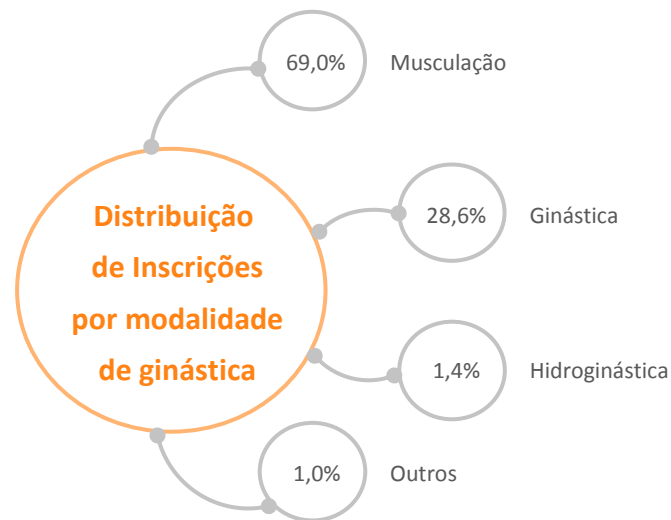 69,0% Musculação
Distribuição
de Inscrições
por modalidade
de ginástica
28,6% Ginástica
1,4% Hidroginástica
1,0% Outros